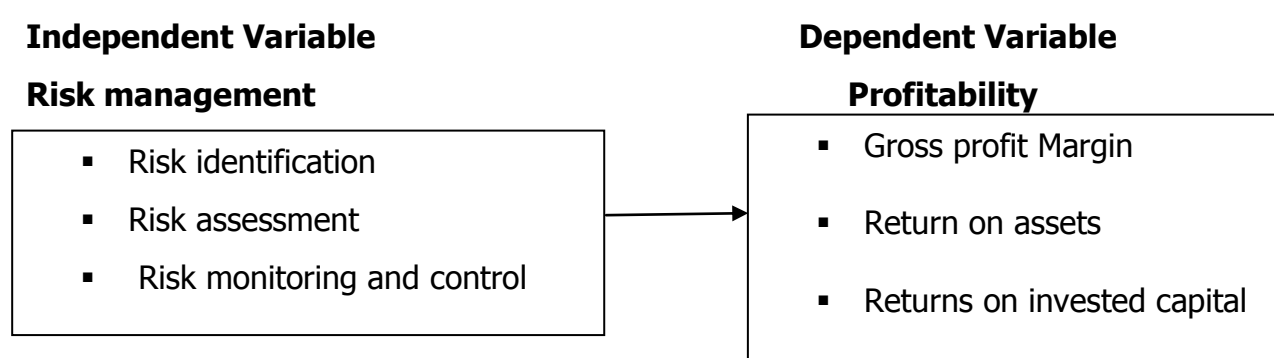 Independent Variable
Risk management
▪ Risk identification
▪ Risk assessment
▪ Risk monitoring and control
Dependent Variable
Profitability
▪ Gross profit Margin
▪ Return on assets
▪ Returns on invested capital